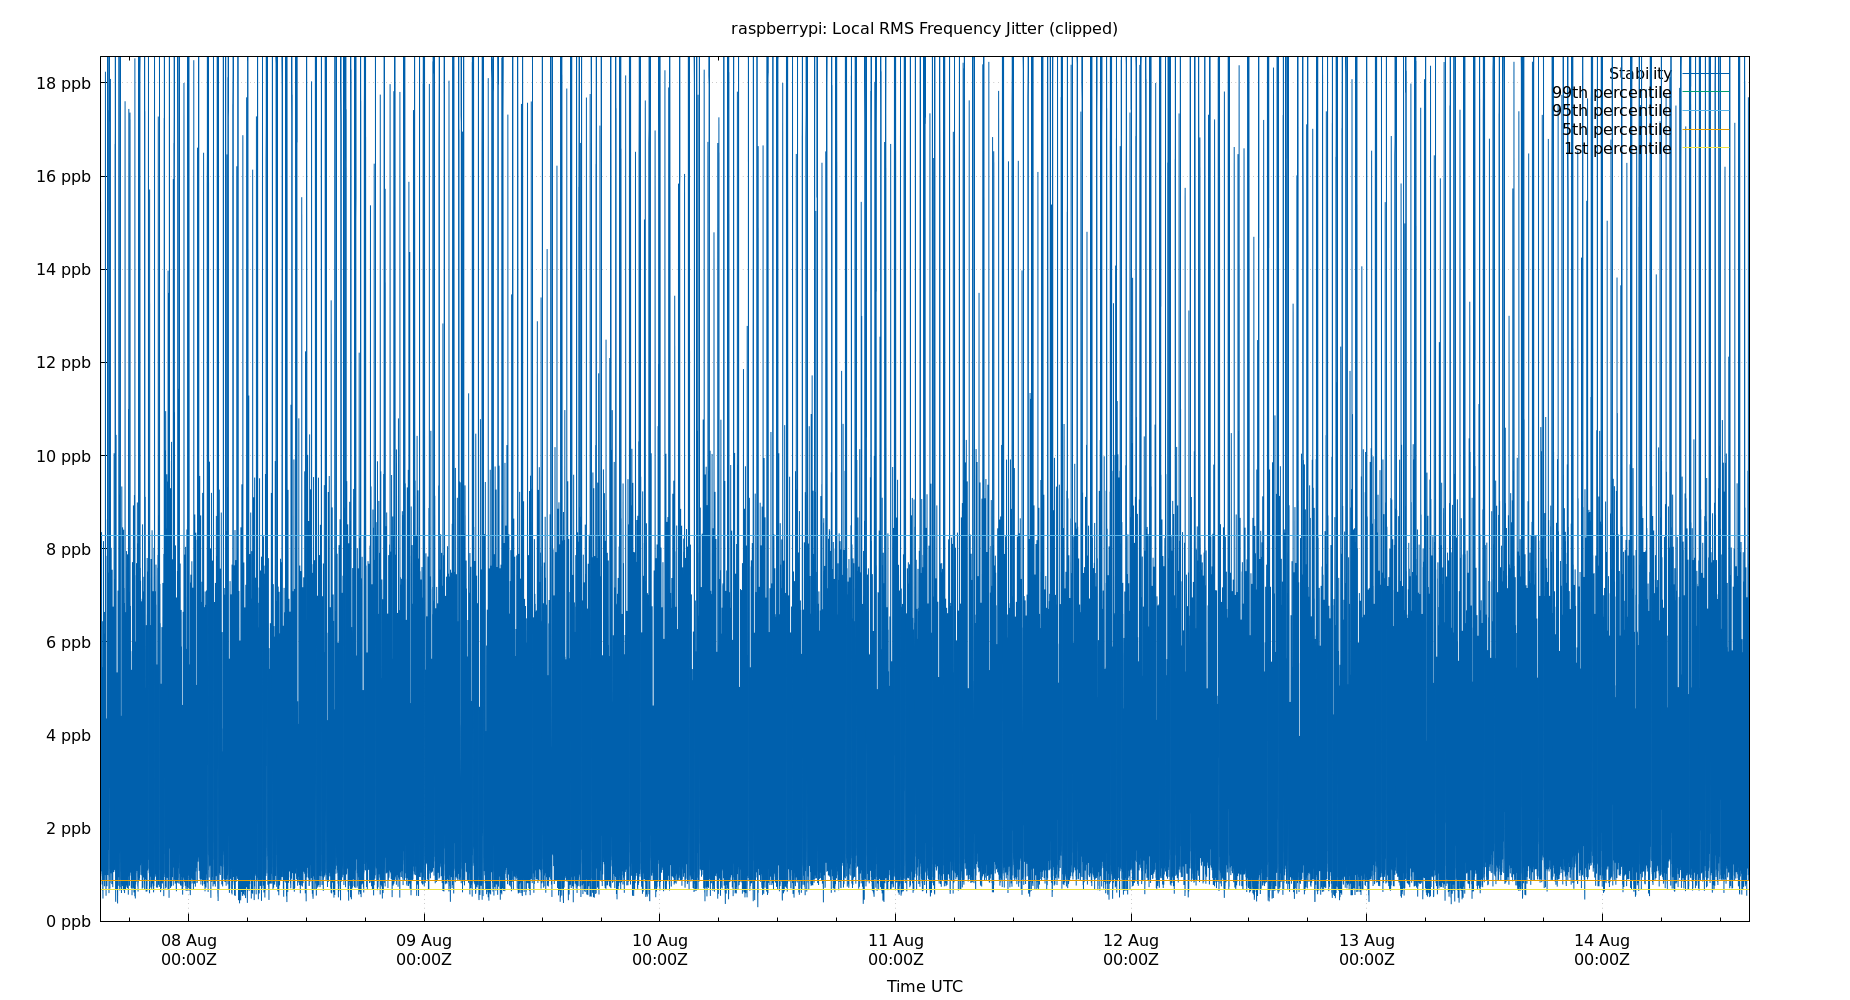 raspberrypi: Local RMS Frequency Jitter (clipped)
18 ppb
16 ppb
14 ppb
12 ppb
10 ppb
8 ppb
6 ppb
4 ppb
2 ppb
0 ppb
Stability
99th percentile
95th percentile
5th percentile
1st percentile
08 Aug
00:00Z
09 Aug
00:00Z
10 Aug
00:00Z
11 Aug
00:00Z
12 Aug
00:00Z
13 Aug
00:00Z
14 Aug
00:00Z
Time UTC